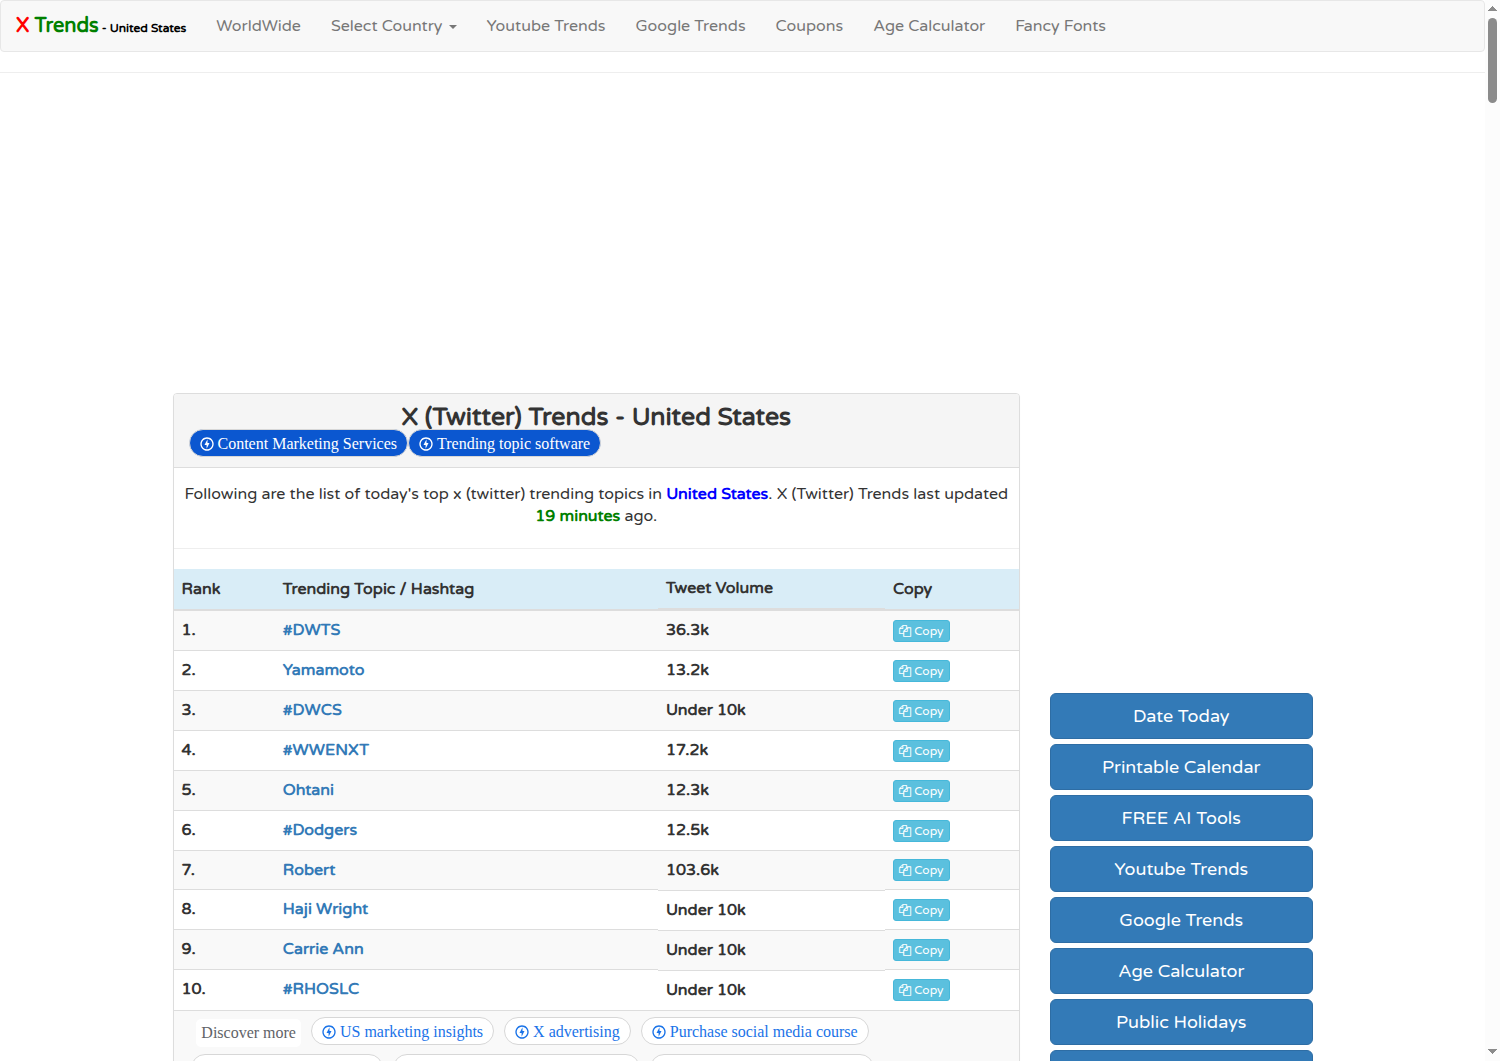 X Trends - United States WorldWide Select Country Youtube Trends Google Trends Coupons Age Calculator Fancy Fonts
X (Twitter) Trends - United States
Content Marketing Services Trending topic software
Following are the list of today's top x (twitter) trending topics in United States. X (Twitter) Trends last updated
19 minutes ago.
Rank Trending Topic / Hashtag Tweet Volume Copy
1. #DWTS 36.3k Copy
2. Yamamoto 13.2k Copy
3. #DWCS Under 10k Copy
4. #WWENXT 17.2k Copy
5. Ohtani 12.3k Copy
6. #Dodgers 12.5k Copy
7. Robert 103.6k Copy
8. Haji Wright Under 10k Copy
9. Carrie Ann Under 10k Copy
10. #RHOSLC Under 10k Copy
Discover more US marketing insights X advertising Purchase social media course
Date Today
Printable Calendar
FREE AI Tools
Youtube Trends
Google Trends
Age Calculator
Public Holidays